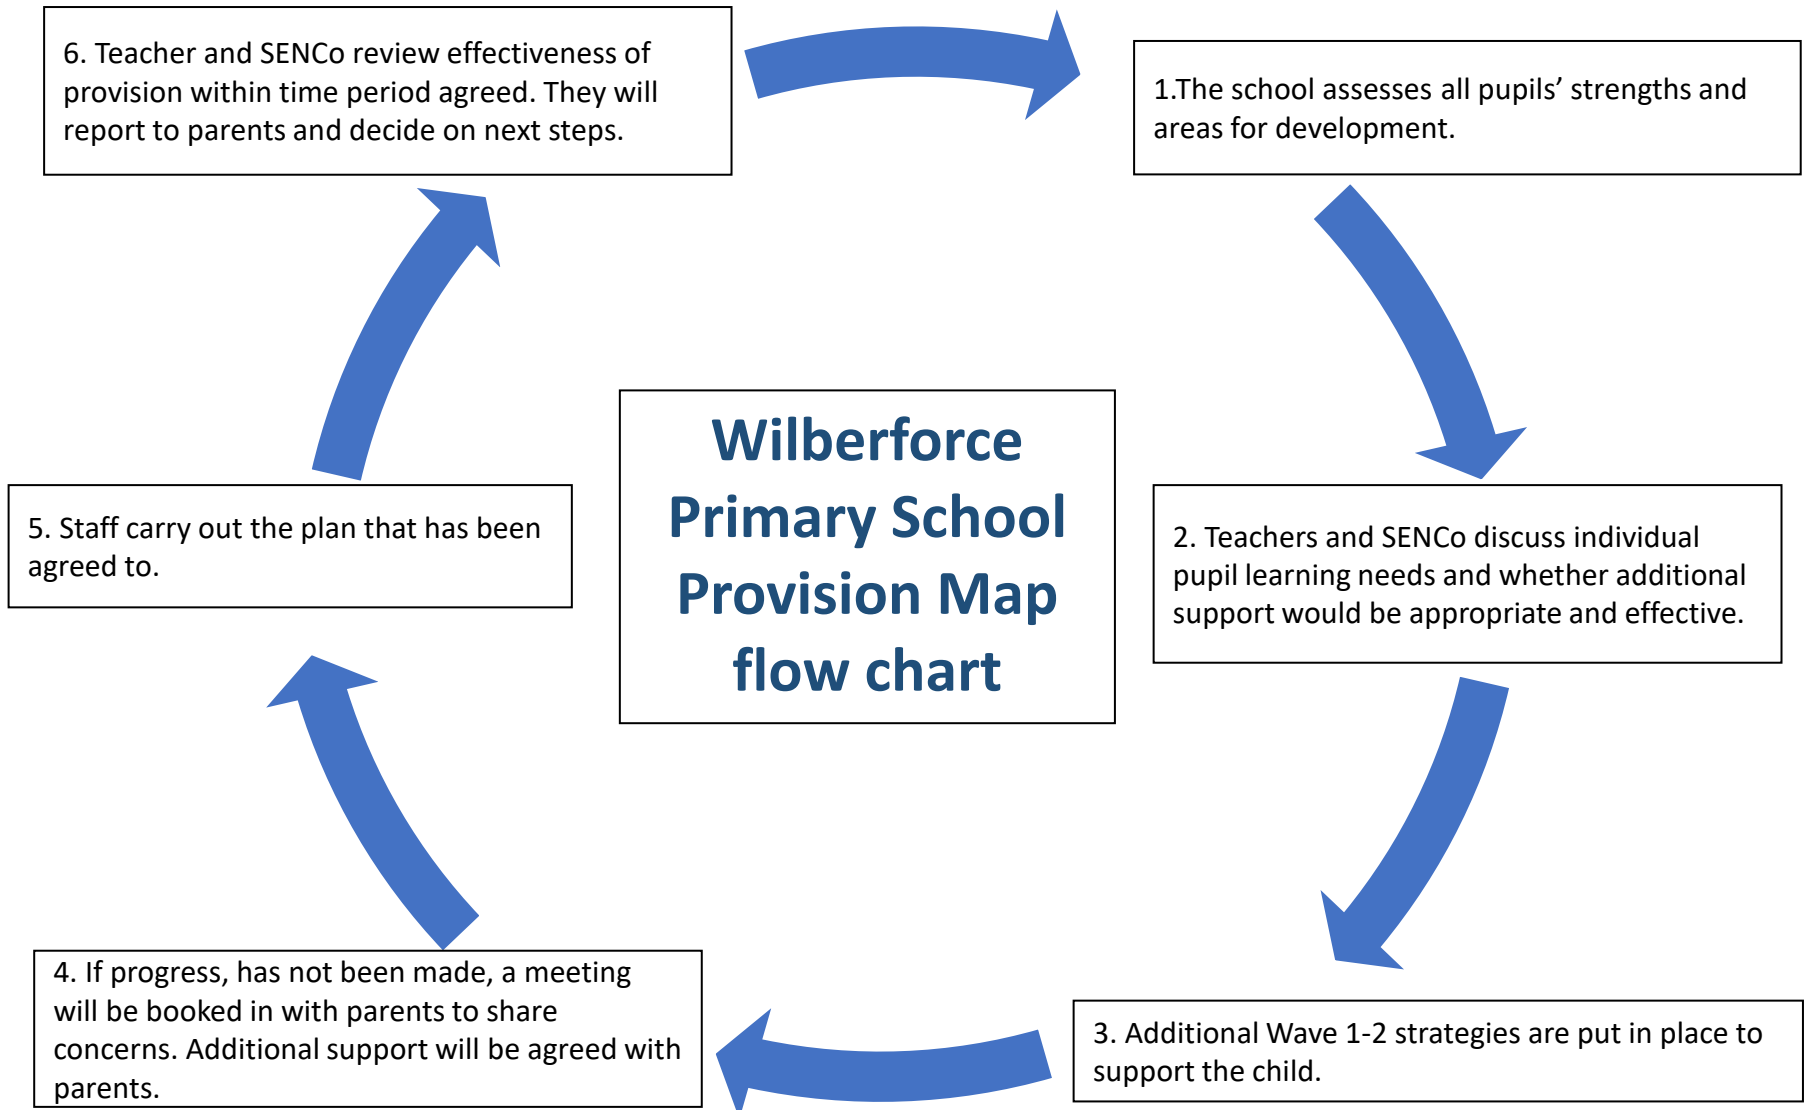 Wilberforce
Primary School
Provision Map
flow chart
1.The school assesses all pupils’ strengths and
areas for development.
2. Teachers and SENCo discuss individual
pupil learning needs and whether additional
support would be appropriate and effective.
3. Additional Wave 1-2 strategies are put in place to
support the child.
4. If progress, has not been made, a meeting
will be booked in with parents to share
concerns. Additional support will be agreed with
parents.
5. Staff carry out the plan that has been
agreed to.
6. Teacher and SENCo review effectiveness of
provision within time period agreed. They will
report to parents and decide on next steps.